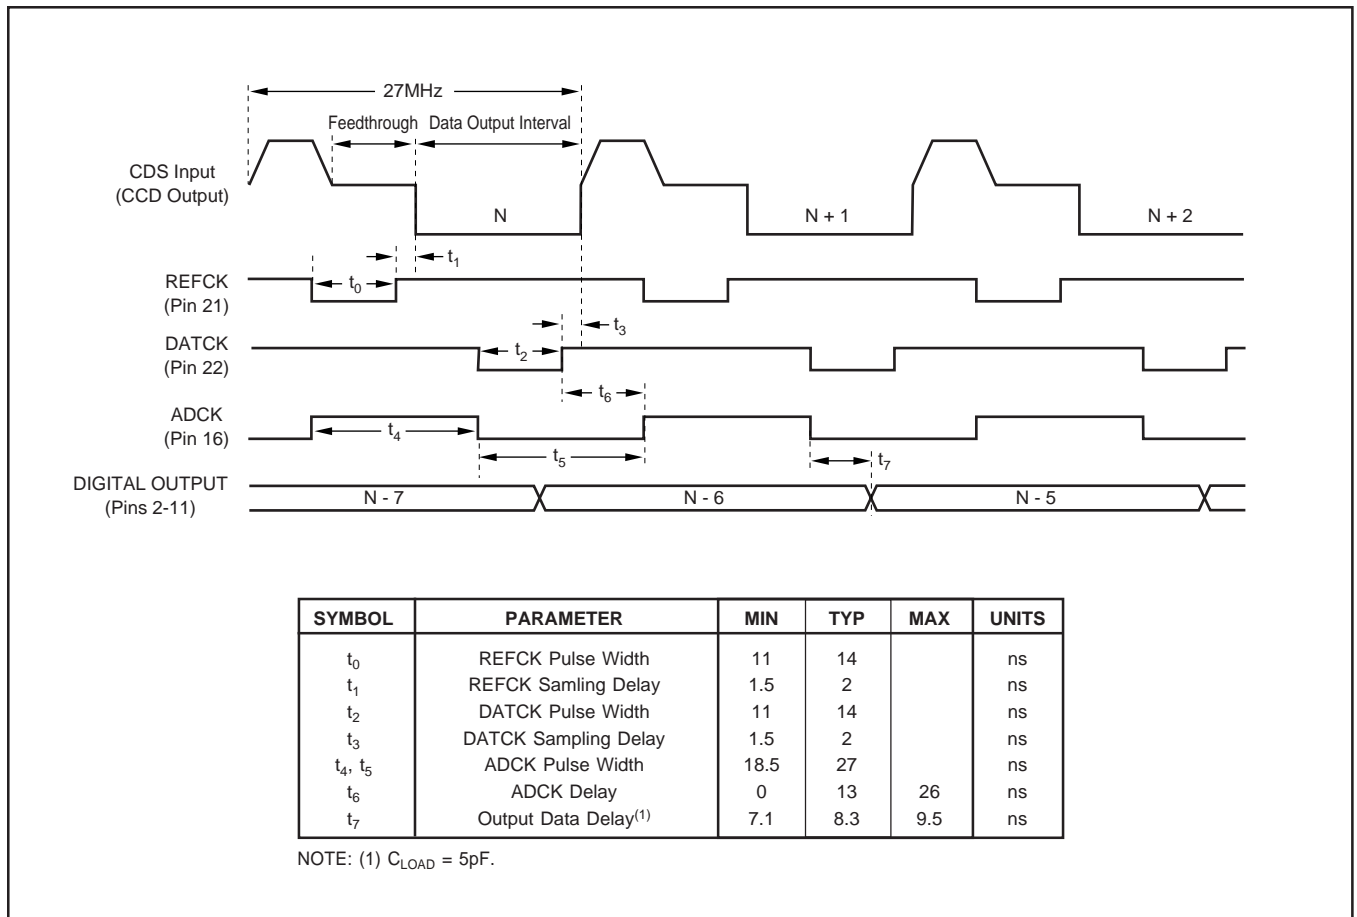 27MHz
Feedthrough Data Output Interval
CDS Input
(CCD Output)
N
N + 1
N + 2
t1
REFCK
(Pin 21)
t0
t3
DATCK
(Pin 22)
t2
t6
ADCK
(Pin 16)
t4
t5
t7
DIGITAL OUTPUT
(Pins 2-11)
N - 7
N - 6
N - 5
SYMBOL PARAMETER MIN TYP MAX UNITS
t0 REFCK Pulse Width 11 14 ns
t1 REFCK Samling Delay 1.5 2 ns
t2 DATCK Pulse Width 11 14 ns
t3 DATCK Sampling Delay 1.5 2 ns
t4, t5 ADCK Pulse Width 18.5 27 ns
t6 ADCK Delay 0 13 26 ns
t7 Output Data Delay(1) 7.1 8.3 9.5 ns
NOTE: (1) CLOAD = 5pF.